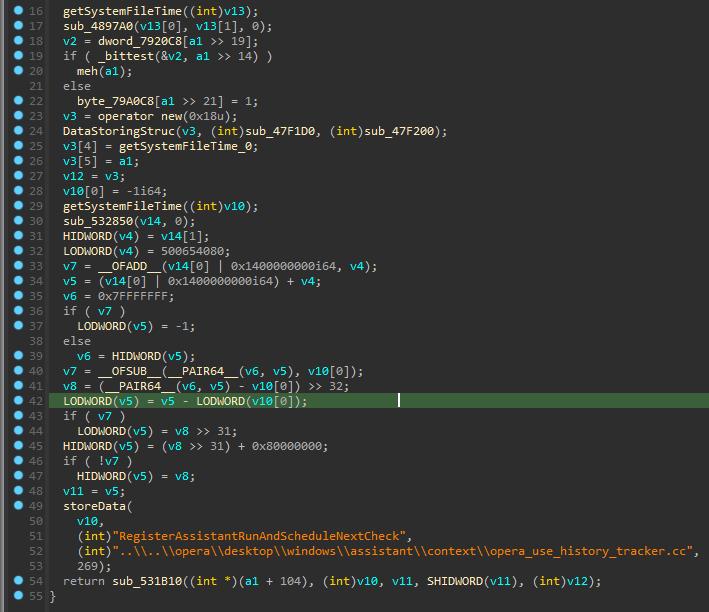 16 getSystemFileTime((int)v13);
17 sub_4897A0(v13[0], v13[1], 0);
18 v2 = dword_7920C8[a1 >> 19];
19 if ( _bittest(&v2, a1 >> 14) )
20 meh(a1);
21 else
22 byte_79A0C8[a1 >> 21] = 1;
23 v3 = operator new(0x18u);
24 DataStoringStruc(v3, (int)sub_47F1D0, (int)sub_47F200);
25 v3[4] = getSystemFileTime_0;
26 v3[5] = a1;
27 v12 = v3;
28 v10[0] = -1i64;
29 getSystemFileTime((int)v10);
30 sub_532850(v14, 0);
31 HIDWORD(v4) = v14[1];
32 LODWORD(v4) = 500654080;
33 v7 = __OFADD__(v14[0] | 0x1400000000i64, v4);
34 v5 = (v14[0] | 0x1400000000i64) + v4;
35 v6 = 0x7FFFFFFF;
36 if ( v7 )
37 LODWORD(v5) = -1;
38 else
39 v6 = HIDWORD(v5);
40 v7 = __OFSUB__(__PAIR64__(v6, v5), v10[0]);
41 v8 = (__PAIR64__(v6, v5) - v10[0]) >> 32;
42 LODWORD(v5) = v5 - LODWORD(v10[0]);
43 if ( v7 )
44 LODWORD(v5) = v8 >> 31;
45 HIDWORD(v5) = (v8 >> 31) + 0x80000000;
46 if ( !v7 )
47 HIDWORD(v5) = v8;
48 v11 = v5;
49 storeData(
50 v10,
51 (int)"RegisterAssistantRunAndScheduleNextCheck",
52 (int)"..\\..\\opera\\desktop\\windows\\assistant\\context\\opera_use_history_tracker.cc",
53 269);
54 return sub_531B10((int *)(a1 + 104), (int)v10, v11, SHIDWORD(v11), (int)v12);
55 }